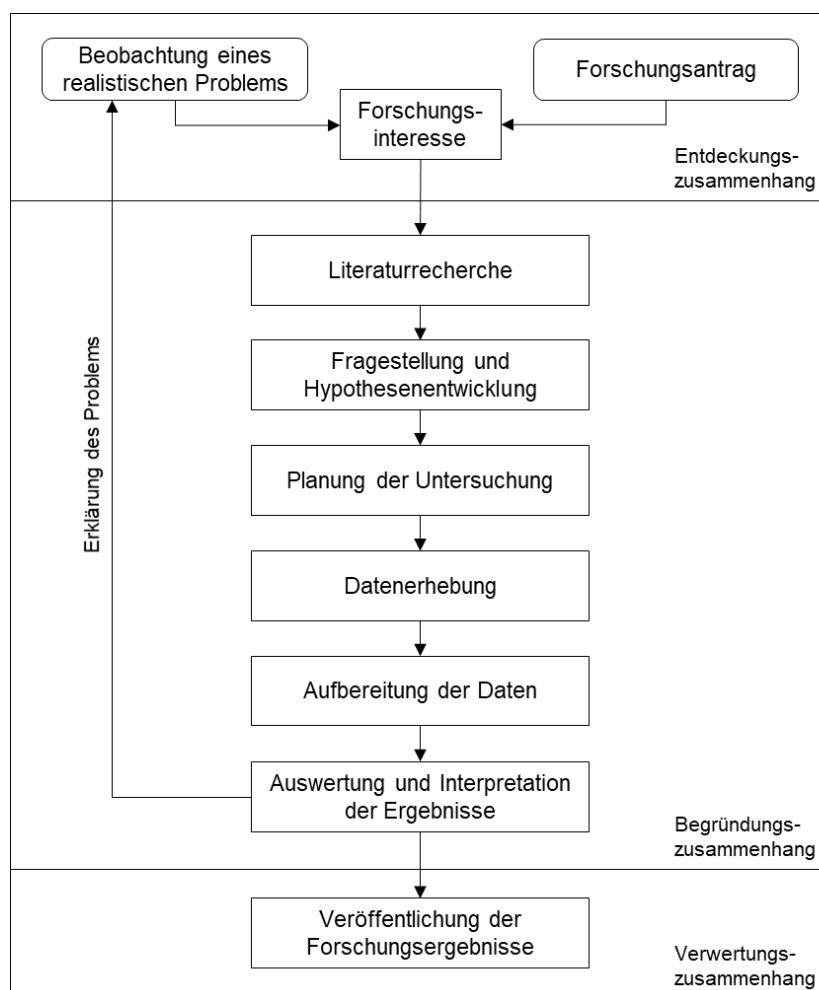 Beobachtung eines
realistischen Problems
Forschungsantrag
Forschungs-
interesse
Entdeckungs-
zusammenhang
Literaturrecherche
Fragestellung und
Hypothesenentwicklung
Planung der Untersuchung
Datenerhebung
Aufbereitung der Daten
Auswertung und Interpretation
der Ergebnisse
Erklärung des Problems
Begründungs-
zusammenhang
Veröffentlichung der
Forschungsergebnisse
Verwertungs-
zusammenhang